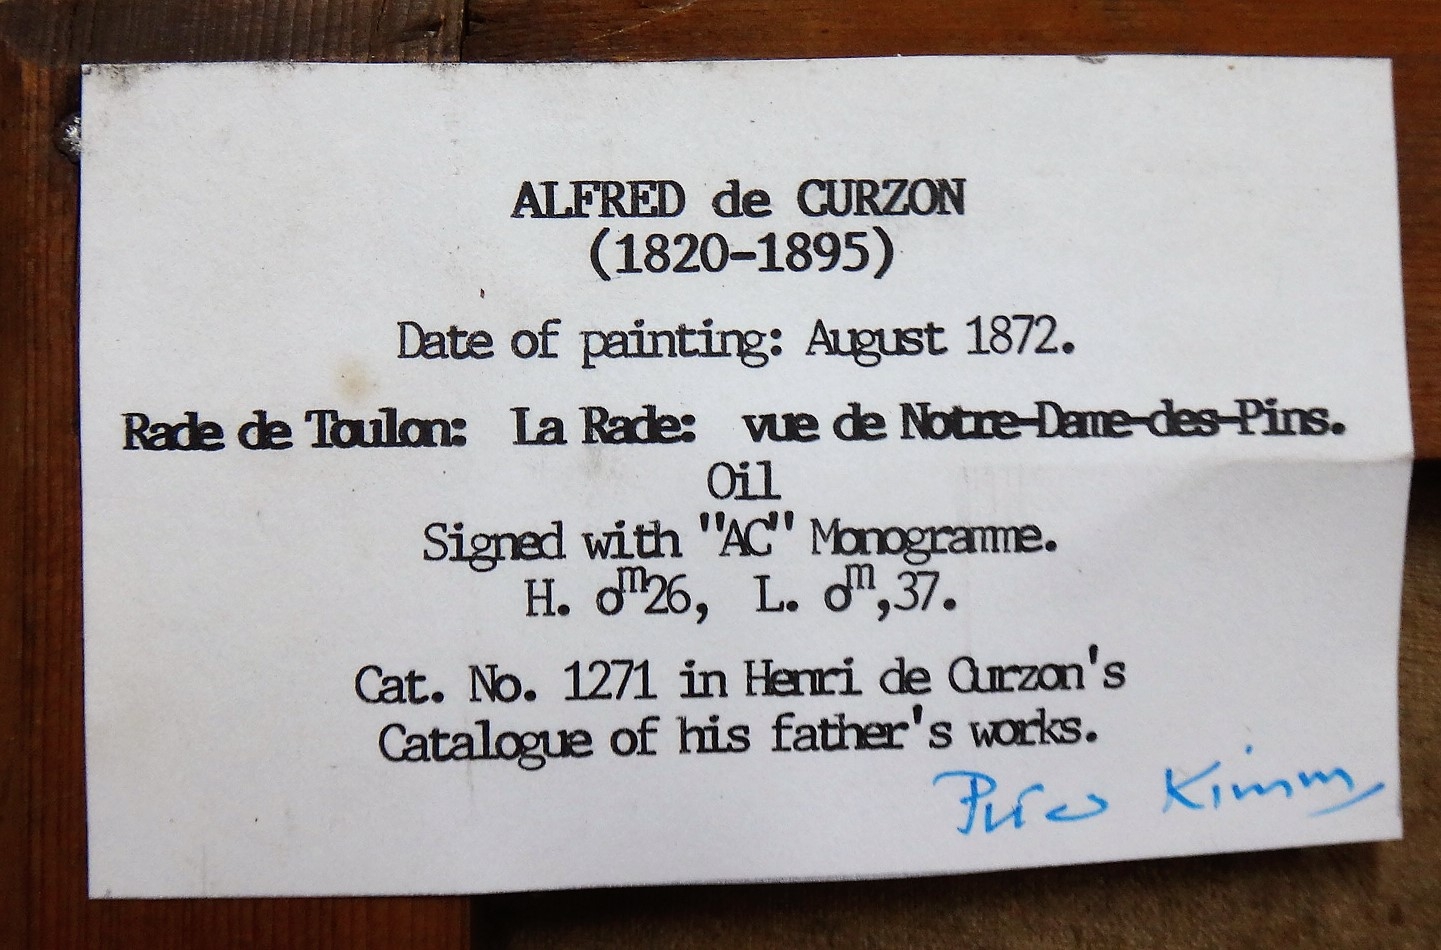 ALFRED de CURZON
(1820-1895)
Date of painting: August 1872.
Rade de Toulon: La Rade: vue de Notre-Dame-des-Pins.
Oil
Signed with "AC" Monogramme.
H. 0m26, L. 0m,37.
Cat. No. 1271 in Henri de Curzon's
Catalogue of his father's works.